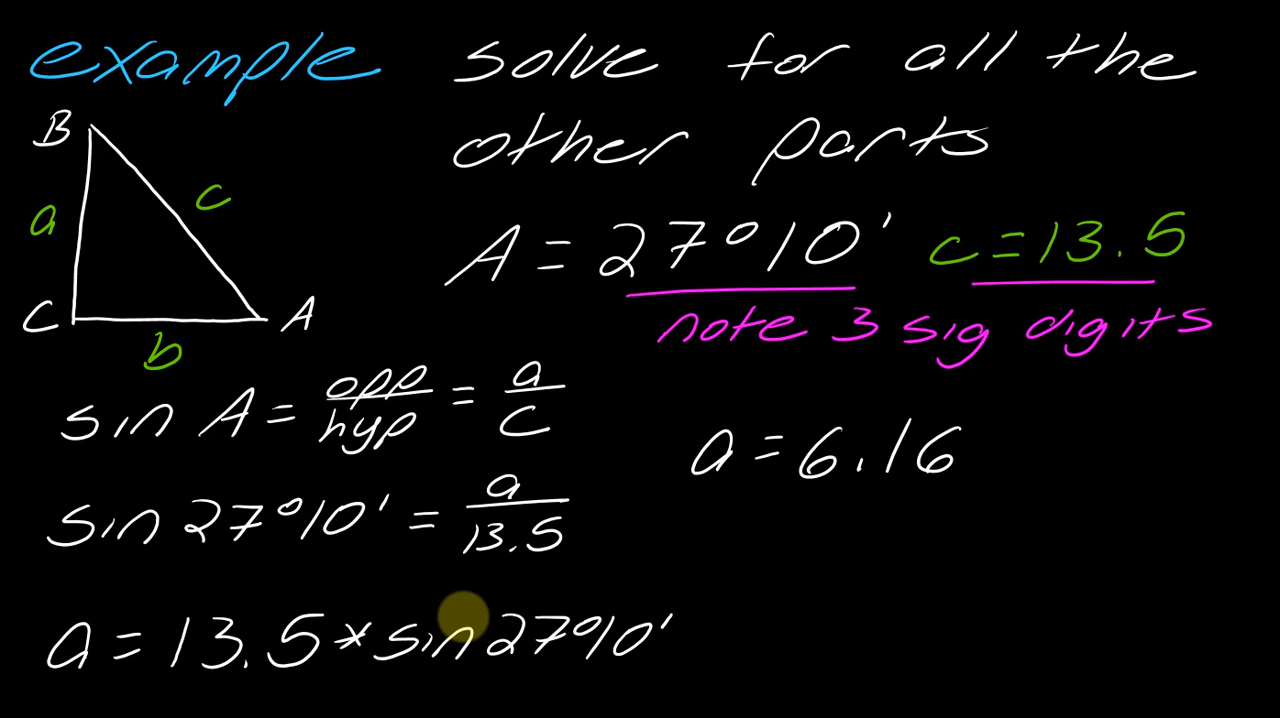 example solve for all the
other parts
B
a
c
C
b
A
A = 27°10' c = 13.5
note 3 sig digits
sin A = opp/hyp = a/c
a = 6.16
sin 27°10' = a/13.5
a = 13.5 * sin 27°10'